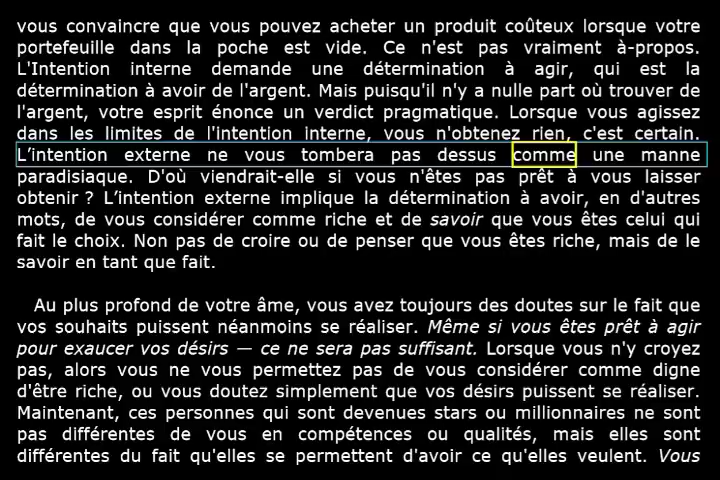 vous convaincre que vous pouvez acheter un produit coûteux lorsque votre
portefeuille dans la poche est vide. Ce n'est pas vraiment à-propos.
L'Intention interne demande une détermination à agir, qui est la
détermination à avoir de l'argent. Mais puisqu'il n'y a nulle part où trouver de
l'argent, votre esprit énonce un verdict pragmatique. Lorsque vous agissez
dans les limites de l'intention interne, vous n'obtenez rien, c'est certain.
L’intention externe ne vous tombera pas dessus comme une manne
paradisiaque. D'où viendrait-elle si vous n'êtes pas prêt à vous laisser
obtenir ? L’intention externe implique la détermination à avoir, en d'autres
mots, de vous considérer comme riche et de savoir que vous êtes celui qui
fait le choix. Non pas de croire ou de penser que vous êtes riche, mais de le
savoir en tant que fait.
Au plus profond de votre âme, vous avez toujours des doutes sur le fait que
vos souhaits puissent néanmoins se réaliser. Même si vous êtes prêt à agir
pour exaucer vos désirs — ce ne sera pas suffisant. Lorsque vous n'y croyez
pas, alors vous ne vous permettez pas de vous considérer comme digne
d'être riche, ou vous doutez simplement que vos désirs puissent se réaliser.
Maintenant, ces personnes qui sont devenues stars ou millionnaires ne sont
pas différentes de vous en compétences ou qualités, mais elles sont
différentes du fait qu'elles se permettent d'avoir ce qu'elles veulent. Vous